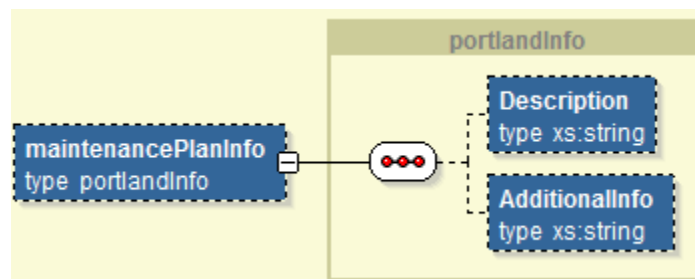 portlandInfo
maintenancePlanInfo
type portlandInfo
Description
type xs:string
AdditionalInfo
type xs:string